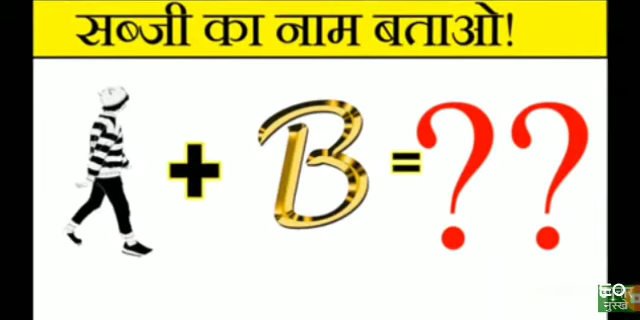 सब्जी का नाम बताओ!
+ B = ??
नुस्खे